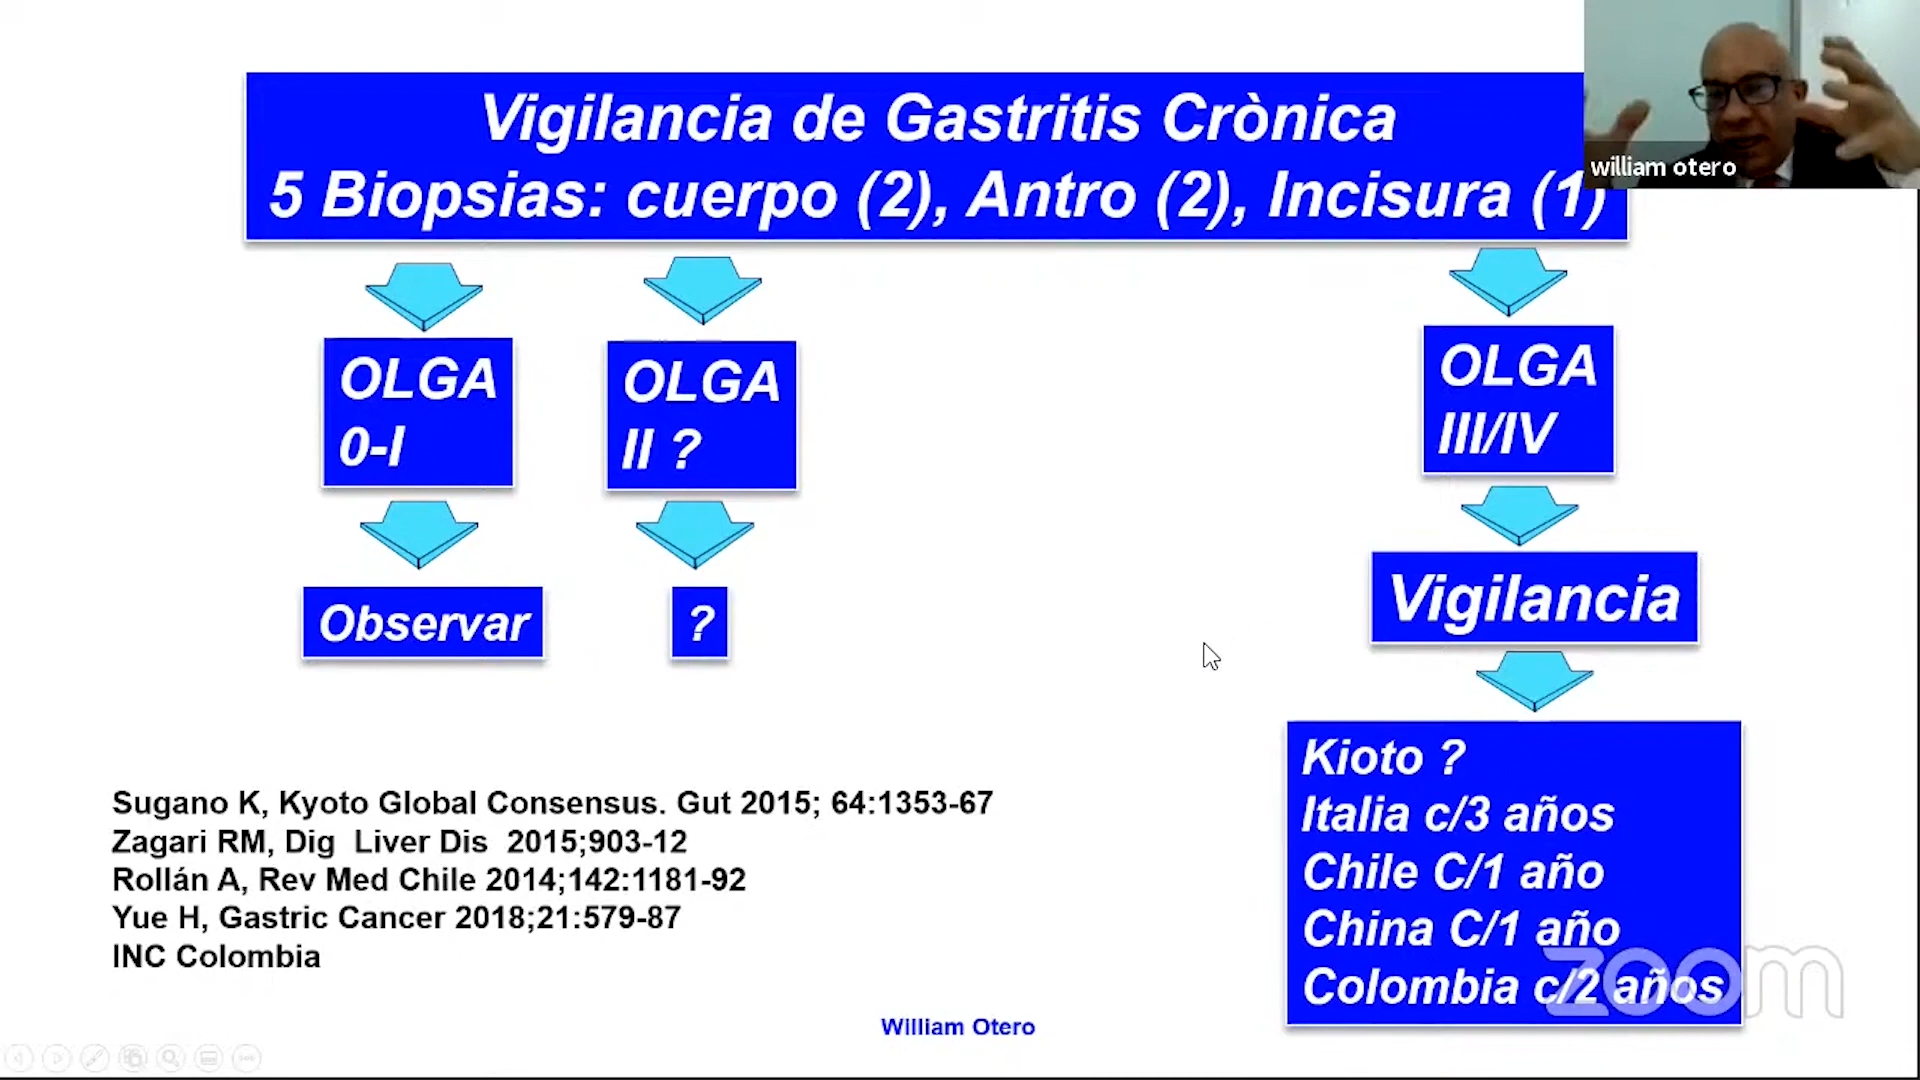 Vigilancia de Gastritis Crònica
5 Biopsias: cuerpo (2), Antro (2), Incisura (1)
william otero
OLGA
0-I
OLGA
II ?
OLGA
III/IV
Observar
?
Vigilancia
Kioto ?
Italia c/3 años
Chile C/1 año
China C/1 año
Colombia c/2 años
Sugano K, Kyoto Global Consensus. Gut 2015; 64:1353-67
Zagari RM, Dig Liver Dis 2015;903-12
Rollán A, Rev Med Chile 2014;142:1181-92
Yue H, Gastric Cancer 2018;21:579-87
INC Colombia
William Otero
zoom